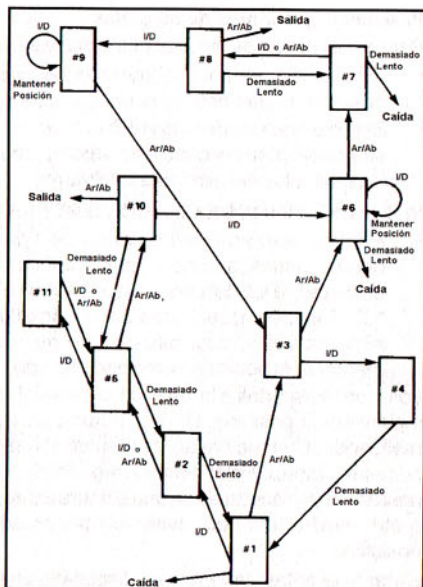 Ar/Ab
Salida
I/D
#9
#8
I/D o Ar/Ab
Demasiado
Lento
#7
Mantener
Posición
Demasiado
Lento
Caída
Ar/Ab
Ar/Ab
Salida
Ar/Ab
#10
I/D
#6
I/D
Mantener
Posición
Demasiado
Lento
Caída
Demasiado
Lento
#11
I/D o
Ar/Ab
Ar/Ab,
Ar/Ab
#3
I/D
I/D
#5
#4
I/D o
Ar/Ab
Demasiado
Lento
#2
Ar/Ab
I/D
Demasiado
Lento
Demasiado
Lento
#1
Caída